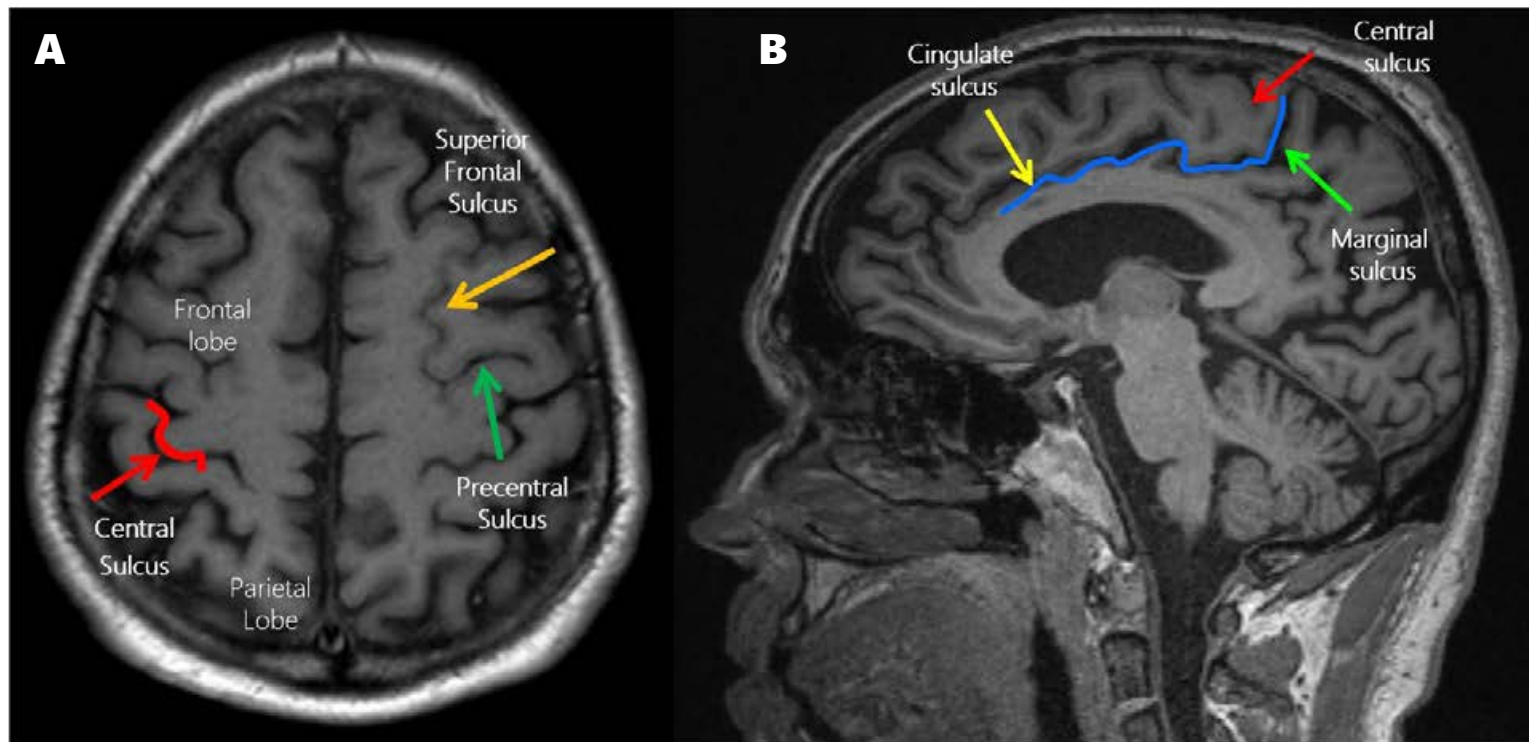 A
Superior
Frontal
Sulcus
Frontal
lobe
Central
Sulcus
Precentral
Sulcus
Parietal
Lobe
B
Cingulate
sulcus
Central
sulcus
Marginal
sulcus